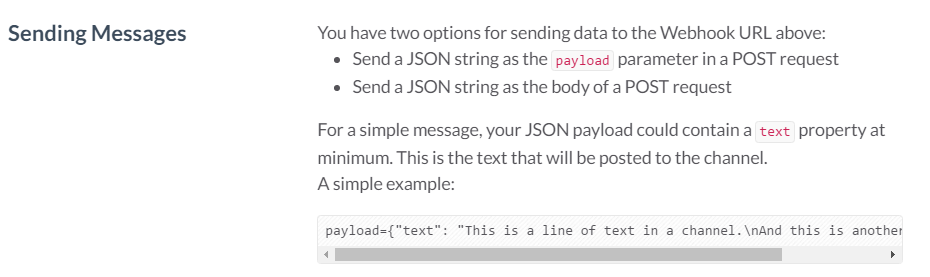 Sending Messages
You have two options for sending data to the Webhook URL above:
• Send a JSON string as the payload parameter in a POST request
• Send a JSON string as the body of a POST request
For a simple message, your JSON payload could contain a text property at
minimum. This is the text that will be posted to the channel.
A simple example:
payload={"text": "This is a line of text in a channel.\nAnd this is another